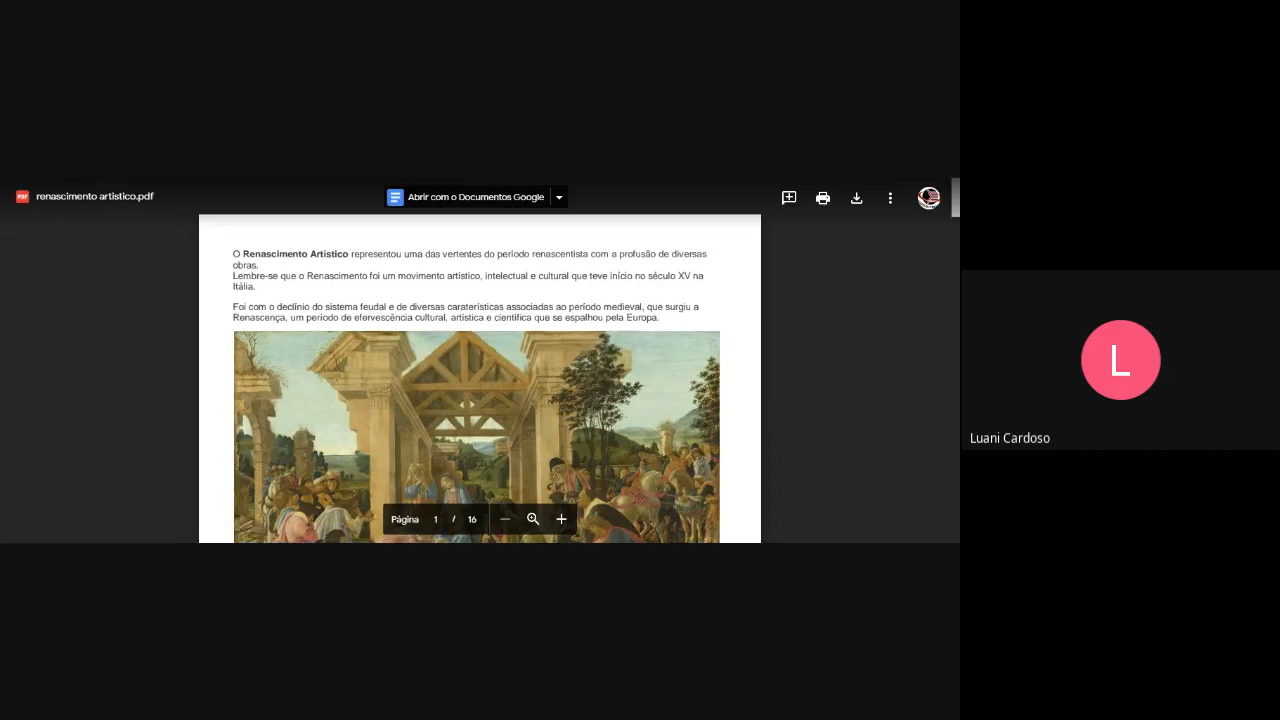 renascimento artistico.pdf
Abrir com o Documentos Google
O Renascimento Artístico representou uma das vertentes do período renascentista com a profusão de diversas
obras.
Lembre-se que o Renascimento foi um movimento artístico, intelectual e cultural que teve início no século XV na
Itália.
Foi com o declínio do sistema feudal e de diversas caraterísticas associadas ao período medieval, que surgiu a
Renascença, um período de efervescência cultural, artística e científica que se espalhou pela Europa.
Página 1 / 16
L
Luani Cardoso